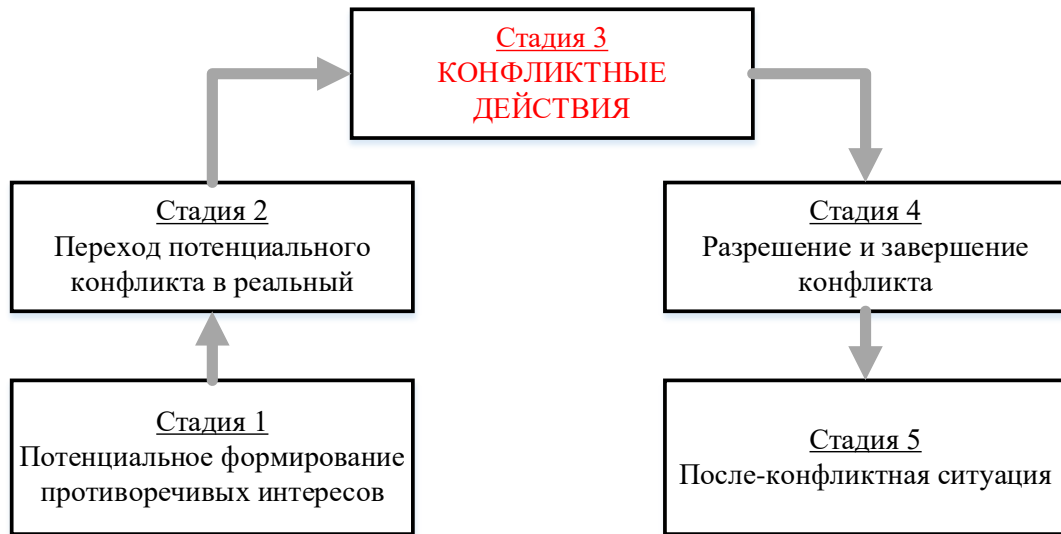 Стадия 3
КОНФЛИКТНЫЕ
ДЕЙСТВИЯ
Стадия 2
Переход потенциального
конфликта в реальный
Стадия 4
Разрешение и завершение
конфликта
Стадия 1
Потенциальное формирование
противоречивых интересов
Стадия 5
После-конфликтная ситуация